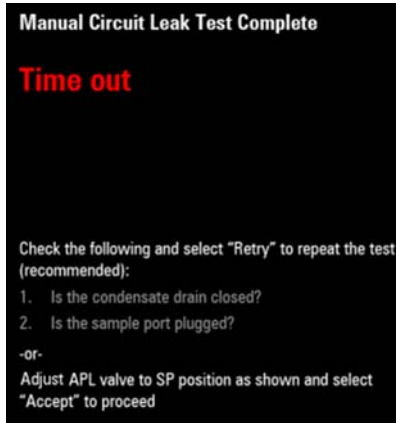 Manual Circuit Leak Test Complete
Time out
Check the following and select "Retry" to repeat the test
(recommended):
1. Is the condensate drain closed?
2. Is the sample port plugged?
-or-
Adjust APL valve to SP position as shown and select
"Accept" to proceed